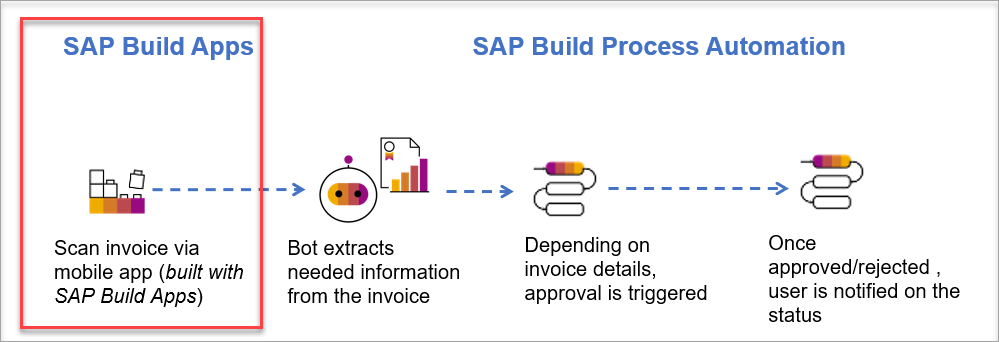 SAP Build Apps
SAP Build Process Automation
Scan invoice via
mobile app (built with
SAP Build Apps)
Bot extracts
needed information
from the invoice
Depending on
invoice details,
approval is triggered
Once
approved/rejected ,
user is notified on the
status